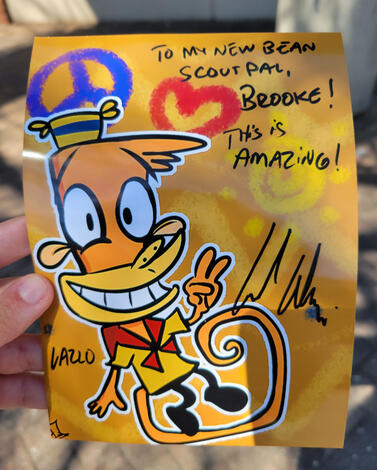 TO MY NEW BEAN
SCOUT PAL,
BROOKE!
THIS IS
AMAZING!
LAZLO